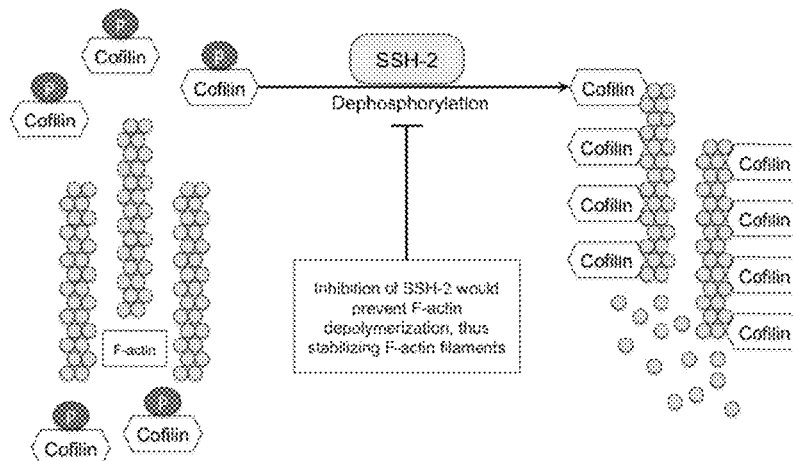 P
Cofilin
P
Cofilin
P
Cofilin
SSH-2
Dephosphorylation
Cofilin
Cofilin
Cofilin
Cofilin
Cofilin
Cofilin
Cofilin
Cofilin
Inhibition of SSH-2 would
prevent F-actin
depolymerization, thus
stabilizing F-actin filaments
F-actin
P
Cofilin
P
Cofilin